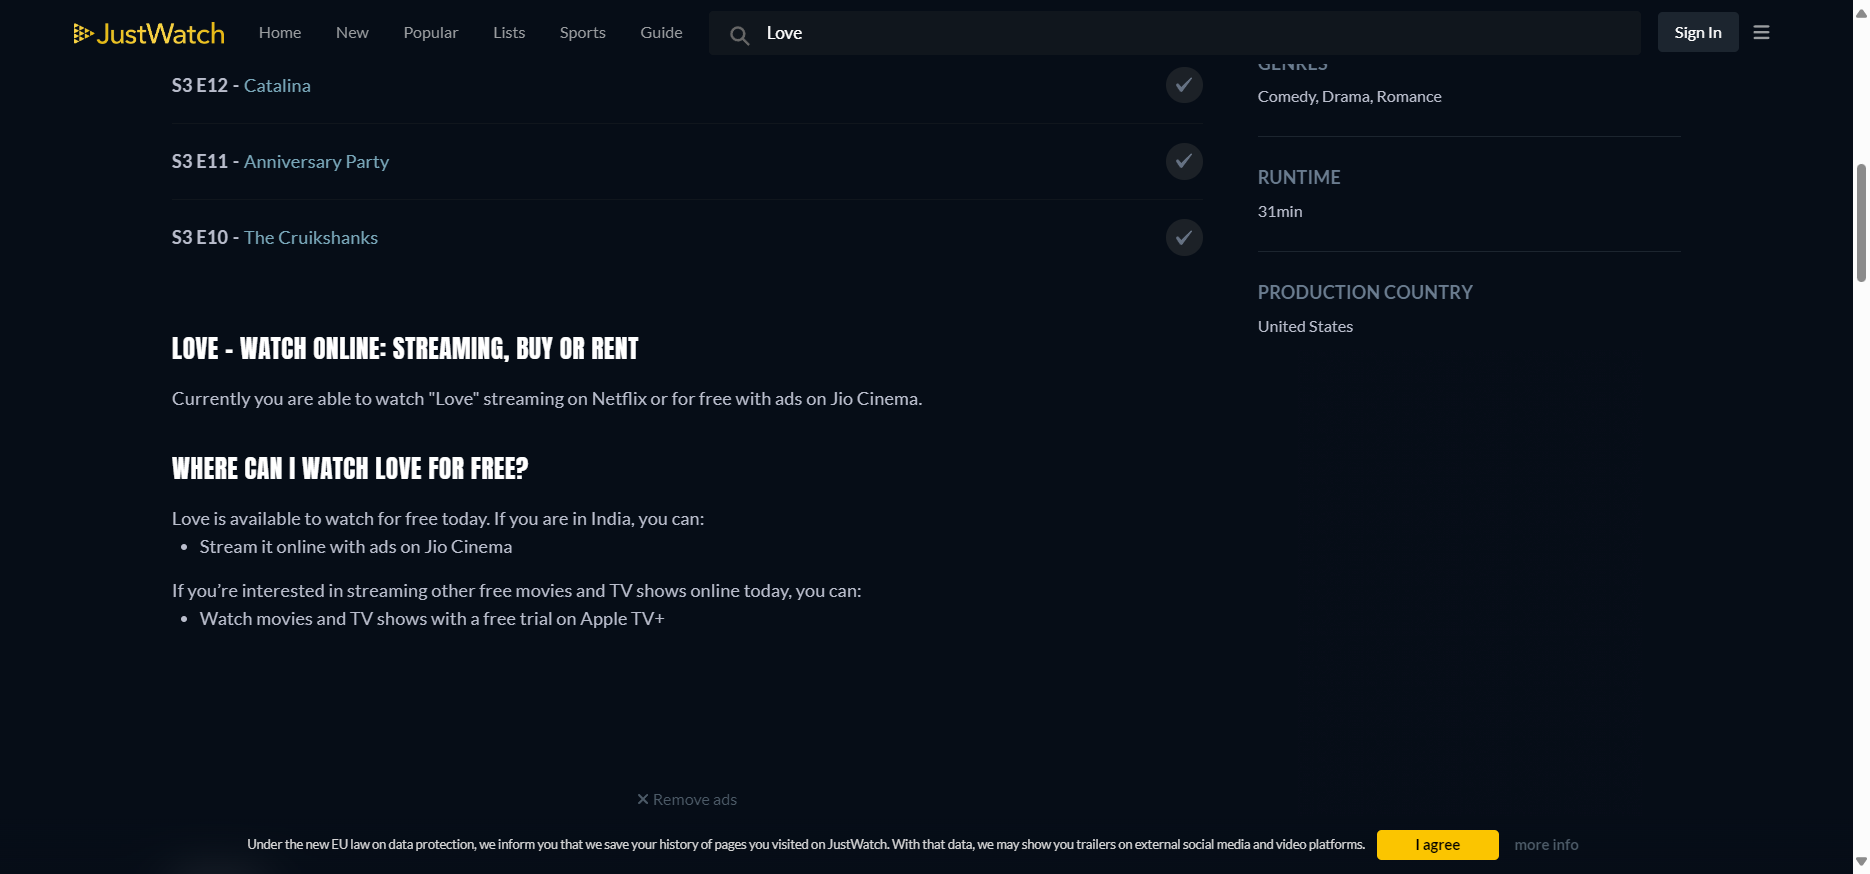 JustWatch
Home
New
Popular
Lists
Sports
Guide
Love
Sign In
S3 E12 - Catalina
S3 E11 - Anniversary Party
S3 E10 - The Cruikshanks
LOVE - WATCH ONLINE: STREAMING, BUY OR RENT
Currently you are able to watch "Love" streaming on Netflix or for free with ads on Jio Cinema.
WHERE CAN I WATCH LOVE FOR FREE?
Love is available to watch for free today. If you are in India, you can:
• Stream it online with ads on Jio Cinema
If you’re interested in streaming other free movies and TV shows online today, you can:
• Watch movies and TV shows with a free trial on Apple TV+
GENRES
Comedy, Drama, Romance
RUNTIME
31min
PRODUCTION COUNTRY
United States
Remove ads
Under the new EU law on data protection, we inform you that we save your history of pages you visited on JustWatch. With that data, we may show you trailers on external social media and video platforms.
I agree
more info